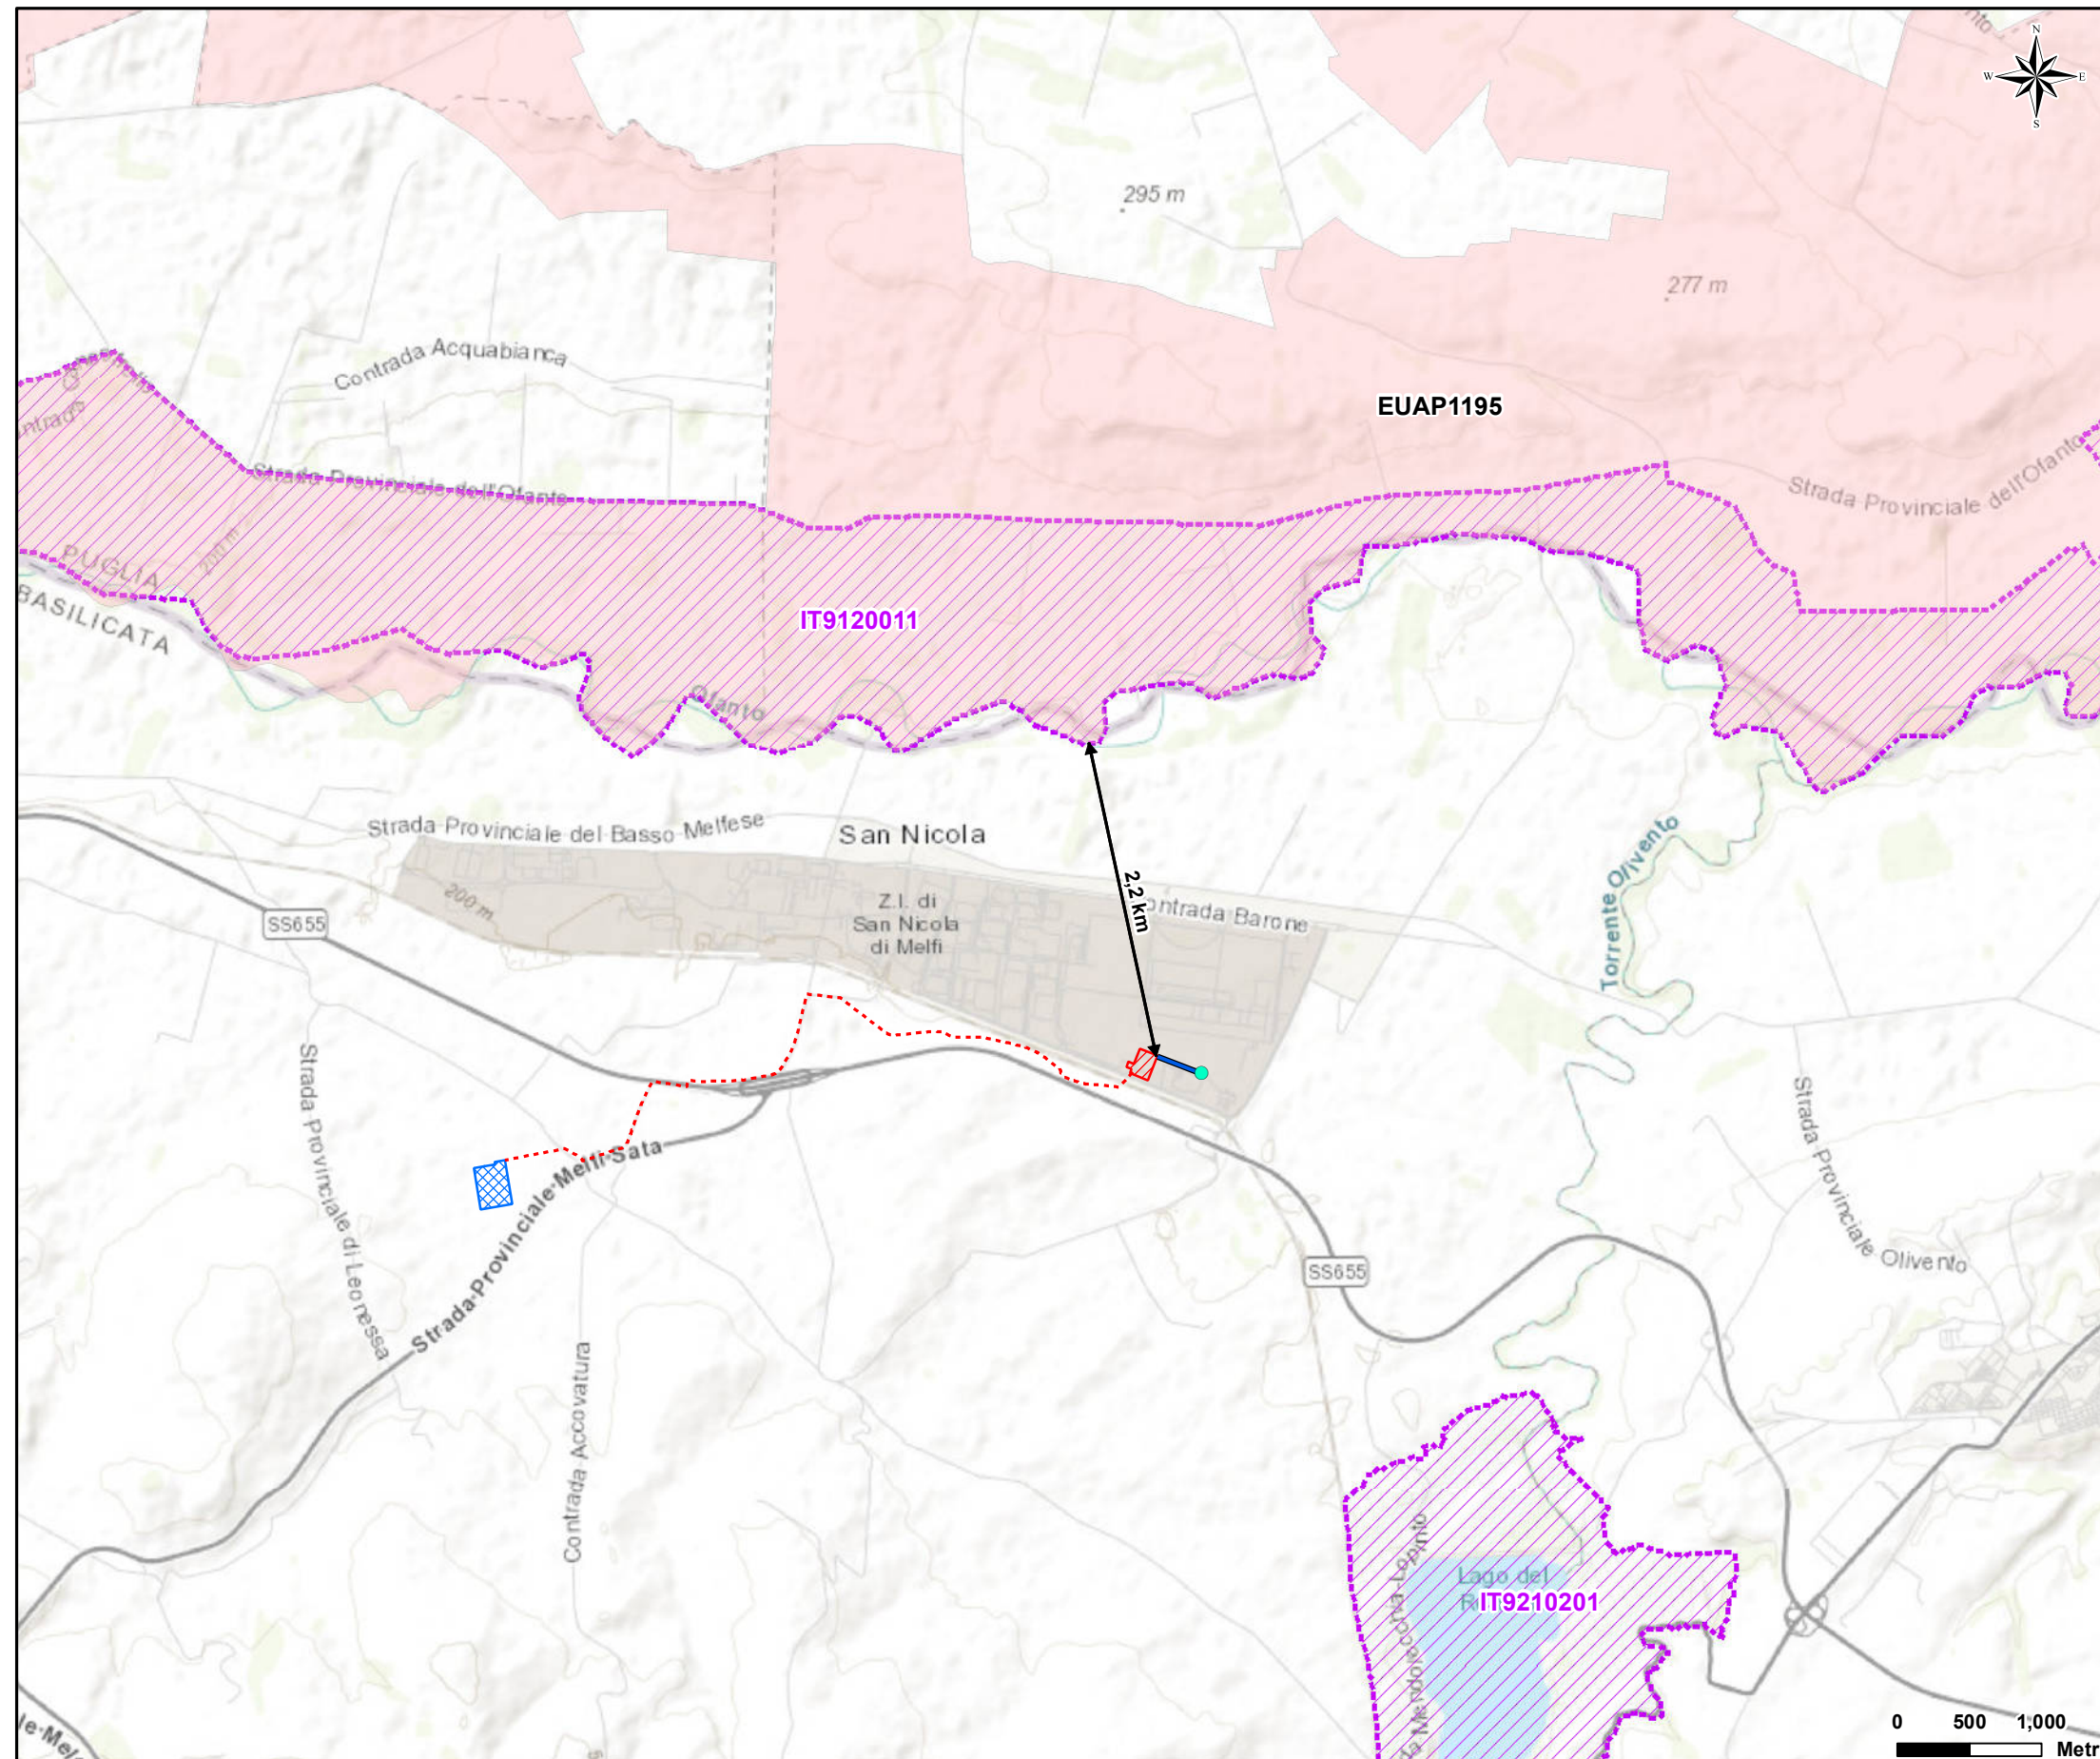 N
W E
S
295 m
277 m
Contrada Acquabianca
EUAP1195
Strada Provinciale dell'Ofanto
Strada Provinciale dell'Ofanto
200 m
PUGLIA
BASILICATA
IT9120011
Ofanto
Strada Provinciale del Basso Melfese
San Nicola
2,2 km
Z.I. di
San Nicola
di Melfi
ontrada Barone
200 m
SS655
Torrente Olivento
Strada Provinciale di Leonessa
Strada Provinciale Melfi-Sata
Strada Provinciale Olivento
SS655
Contrada Accovatura
Lago del
IT9210201
le-Mel
0 500 1,000
Metr